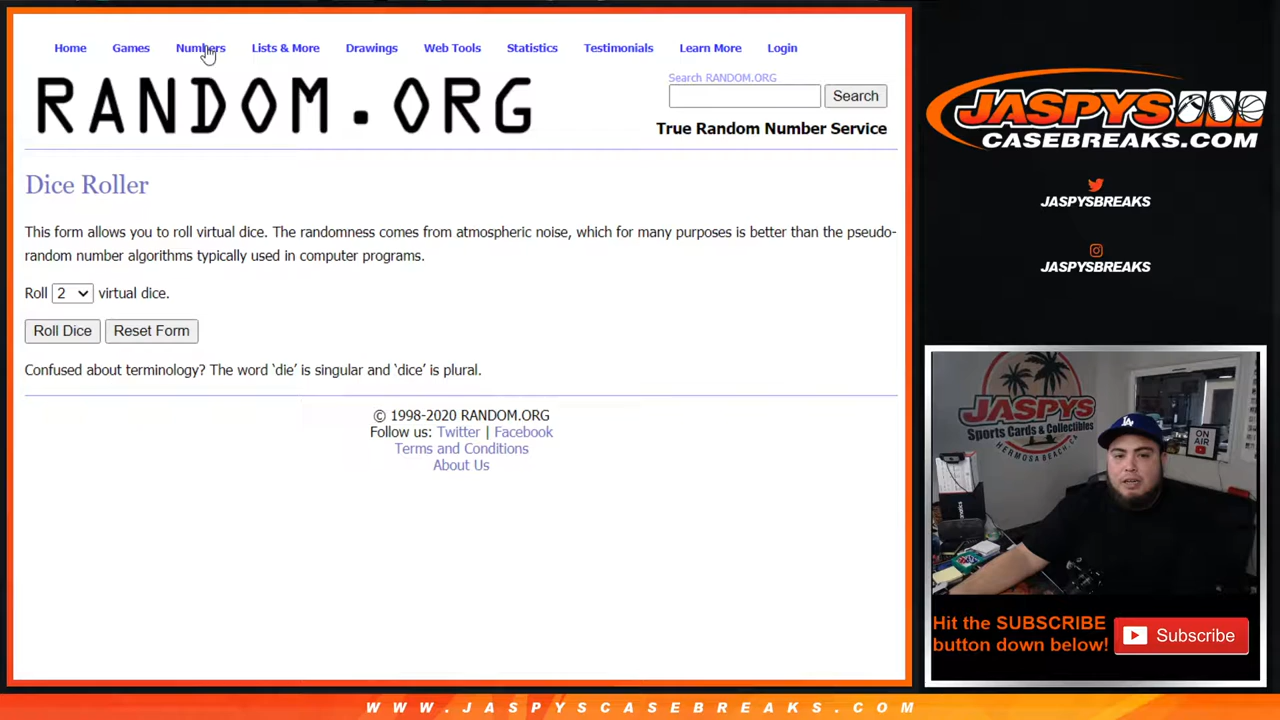 Home Games Numbers Lists & More Drawings Web Tools Statistics Testimonials Learn More Login
RANDOM.ORG
Search RANDOM.ORG
Search
True Random Number Service
Dice Roller
This form allows you to roll virtual dice. The randomness comes from atmospheric noise, which for many purposes is better than the pseudo-
random number algorithms typically used in computer programs.
Roll 2 virtual dice.
Roll Dice Reset Form
Confused about terminology? The word ‘die’ is singular and ‘dice’ is plural.
© 1998-2020 RANDOM.ORG
Follow us: Twitter | Facebook
Terms and Conditions
About Us
JASPYS
CASEBREAKS.COM
JASPYSBREAKS
JASPYSBREAKS
JASPYS
Sports Cards & Collectibles
HERMOSA BEACH, CA
ON
AIR
LA
Hit the SUBSCRIBE
button down below!
Subscribe
WWW.JASPYSCASEBREAKS.COM